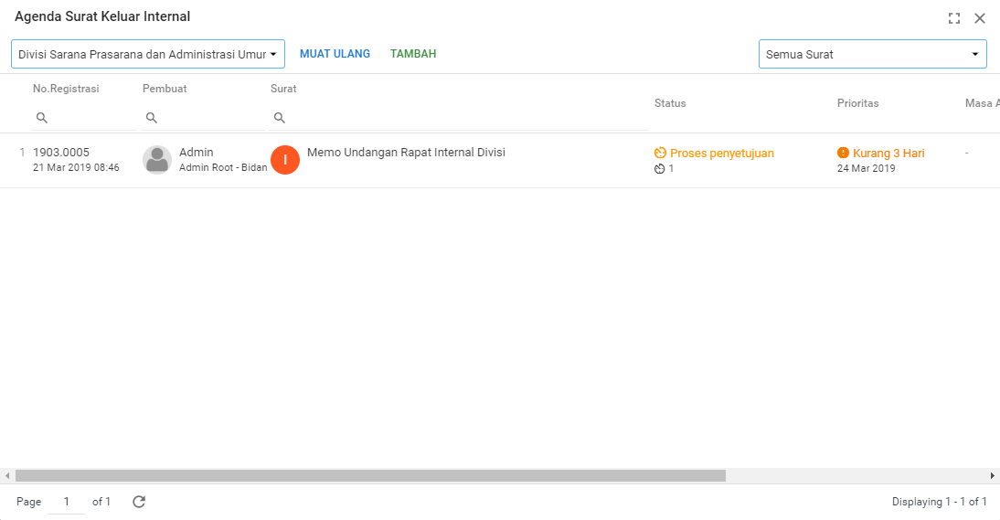 Agenda Surat Keluar Internal
Divisi Sarana Prasarana dan Administrasi Umur
MUAT ULANG
TAMBAH
Semua Surat
No.Registrasi
Pembuat
Surat
Status
Prioritas
Masa A
1
1903.0005
21 Mar 2019 08:46
Admin
Admin Root - Bidan
I
Memo Undangan Rapat Internal Divisi
Proses penyetujuan
1
Kurang 3 Hari
24 Mar 2019
-
Page 1 of 1
Displaying 1 - 1 of 1